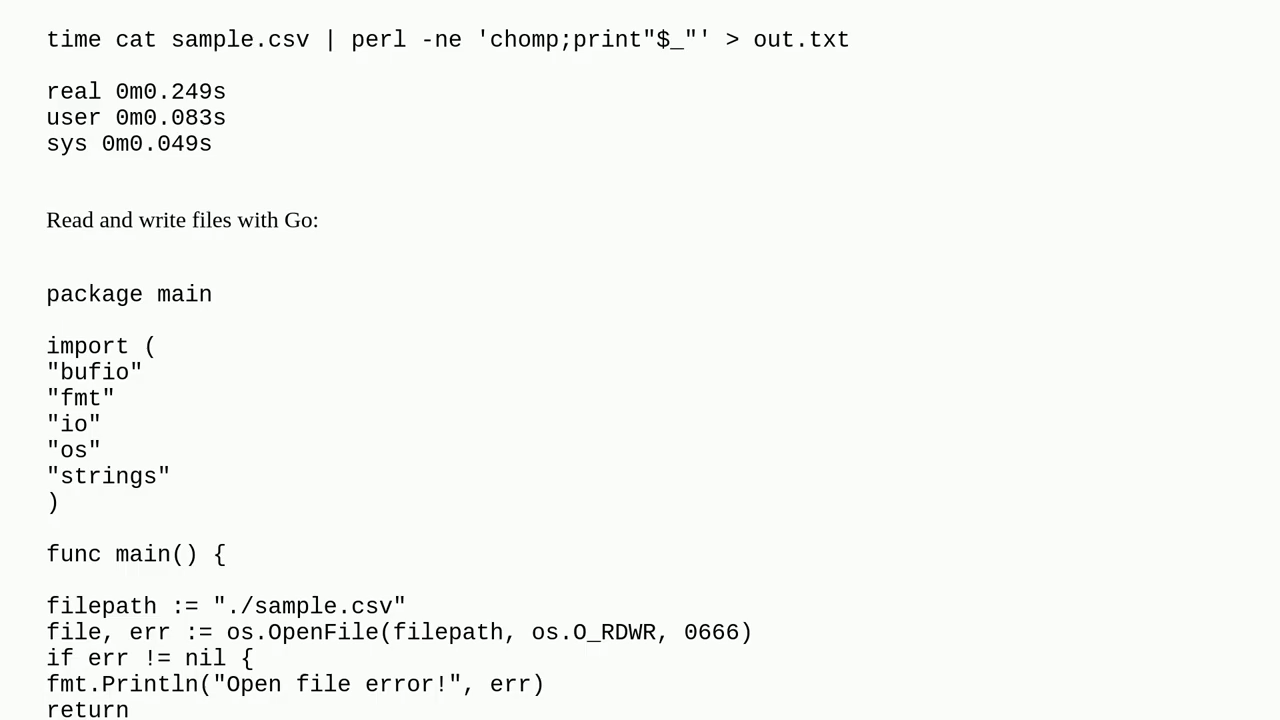 time cat sample.csv | perl -ne 'chomp;print"$_"' > out.txt
real 0m0.249s
user 0m0.083s
sys 0m0.049s
Read and write files with Go:
package main
import (
"bufio"
"fmt"
"io"
"os"
"strings"
)
func main() {
filepath := "./sample.csv"
file, err := os.OpenFile(filepath, os.O_RDWR, 0666)
if err != nil {
fmt.Println("Open file error!", err)
return